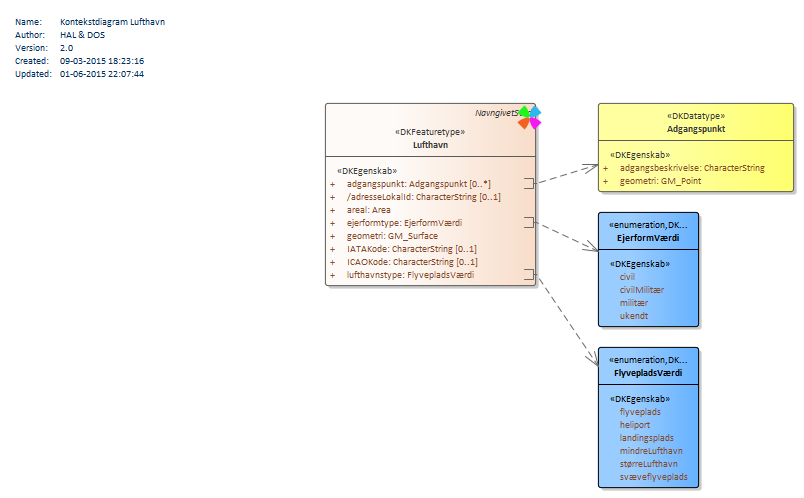 Name: Kontekstdiagram Lufthavn
Author: HAL & DOS
Version: 2.0
Created: 09-03-2015 18:23:16
Updated: 01-06-2015 22:07:44
«DKFeaturetype»
Lufthavn
«DKEgenskab»
+ adgangspunkt: Adgangspunkt [0..*]
+ /adresseLokalId: CharacterString [0..1]
+ areal: Area
+ ejerformtype: EjerformVærdi
+ geometri: GM_Surface
+ IATAKode: CharacterString [0..1]
+ ICAOKode: CharacterString [0..1]
+ lufthavnstype: FlyvepladsVærdi
«DKDatatype»
Adgangspunkt
«DKEgenskab»
+ adgangsbeskrivelse: CharacterString
+ geometri: GM_Point
«enumeration,DK...
EjerformVærdi
«DKEgenskab»
civil
civilMilitær
militær
ukendt
«enumeration,DK...
FlyvepladsVærdi
«DKEgenskab»
flyveplads
heliport
landingsplads
mindreLufthavn
størreLufthavn
svæveflyveplads